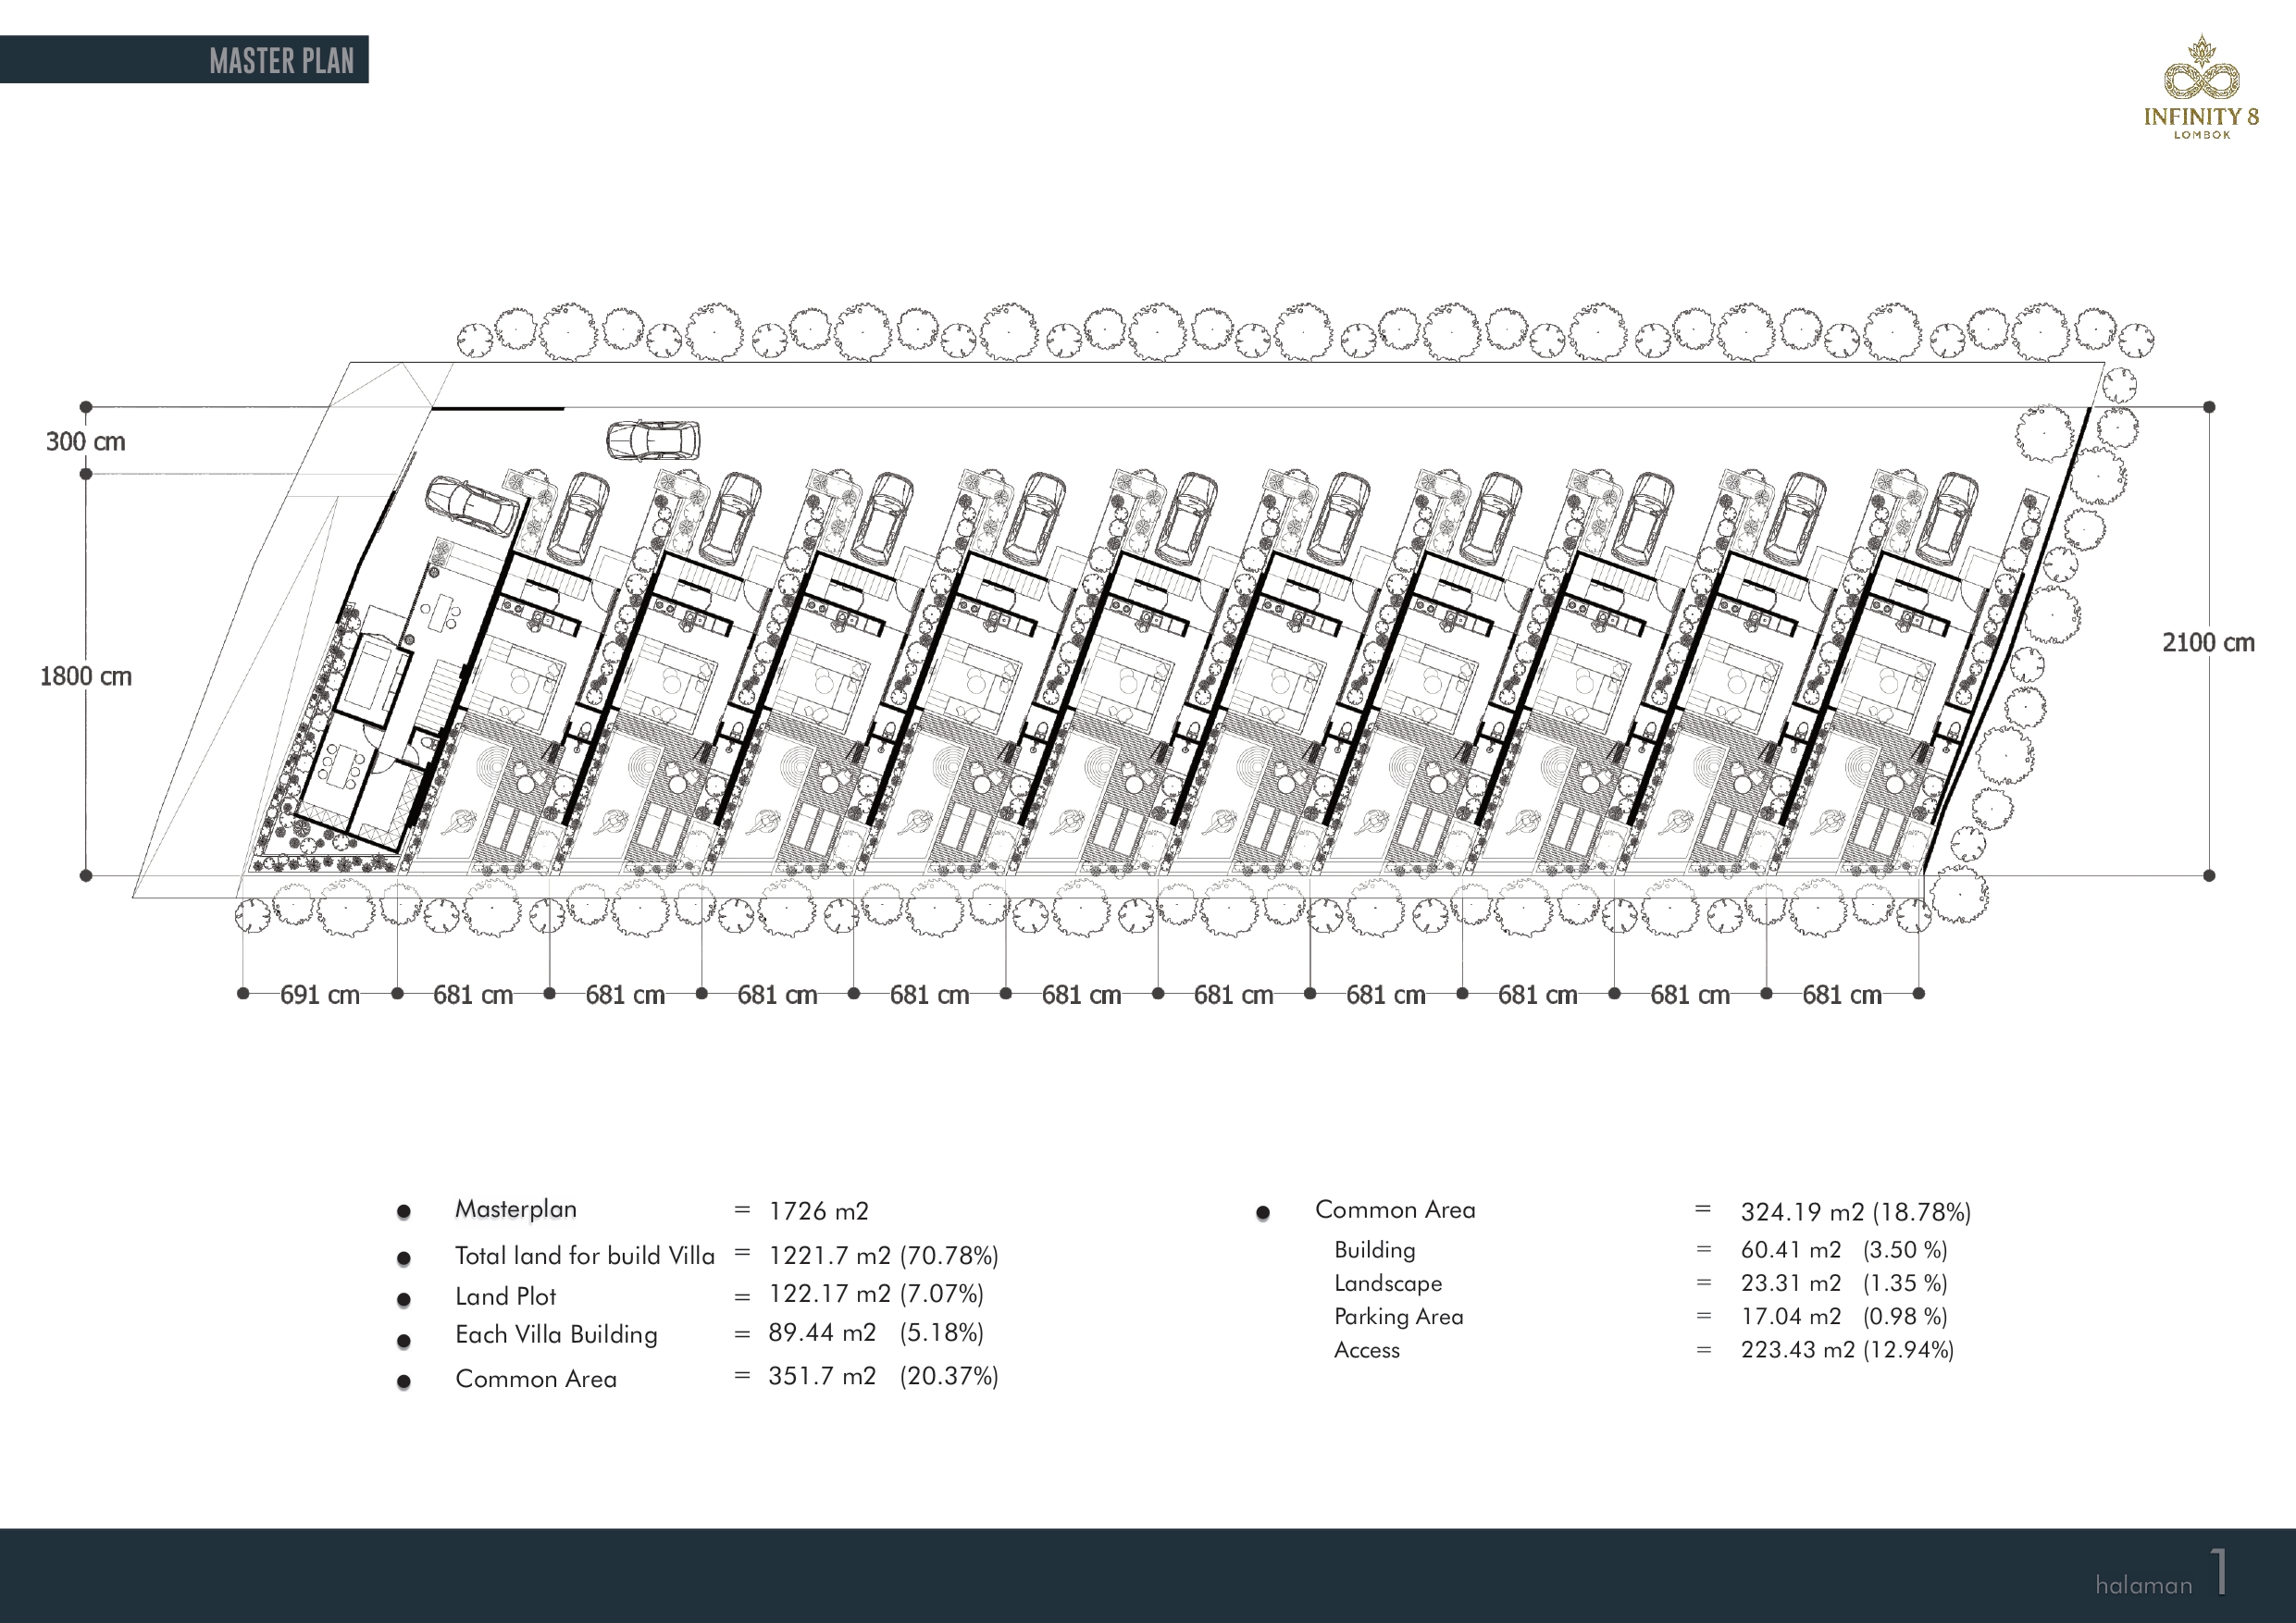 MASTER PLAN
INFINITY 8
LOMBOK
300 cm
1800 cm
2100 cm
691 cm 681 cm 681 cm 681 cm 681 cm 681 cm 681 cm 681 cm 681 cm 681 cm 681 cm
Masterplan = 1726 m2
Total land for build Villa = 1221.7 m2 (70.78%)
Land Plot = 122.17 m2 (7.07%)
Each Villa Building = 89.44 m2 (5.18%)
Common Area = 351.7 m2 (20.37%)
Common Area = 324.19 m2 (18.78%)
Building = 60.41 m2 (3.50 %)
Landscape = 23.31 m2 (1.35 %)
Parking Area = 17.04 m2 (0.98 %)
Access = 223.43 m2 (12.94%)
halaman 1